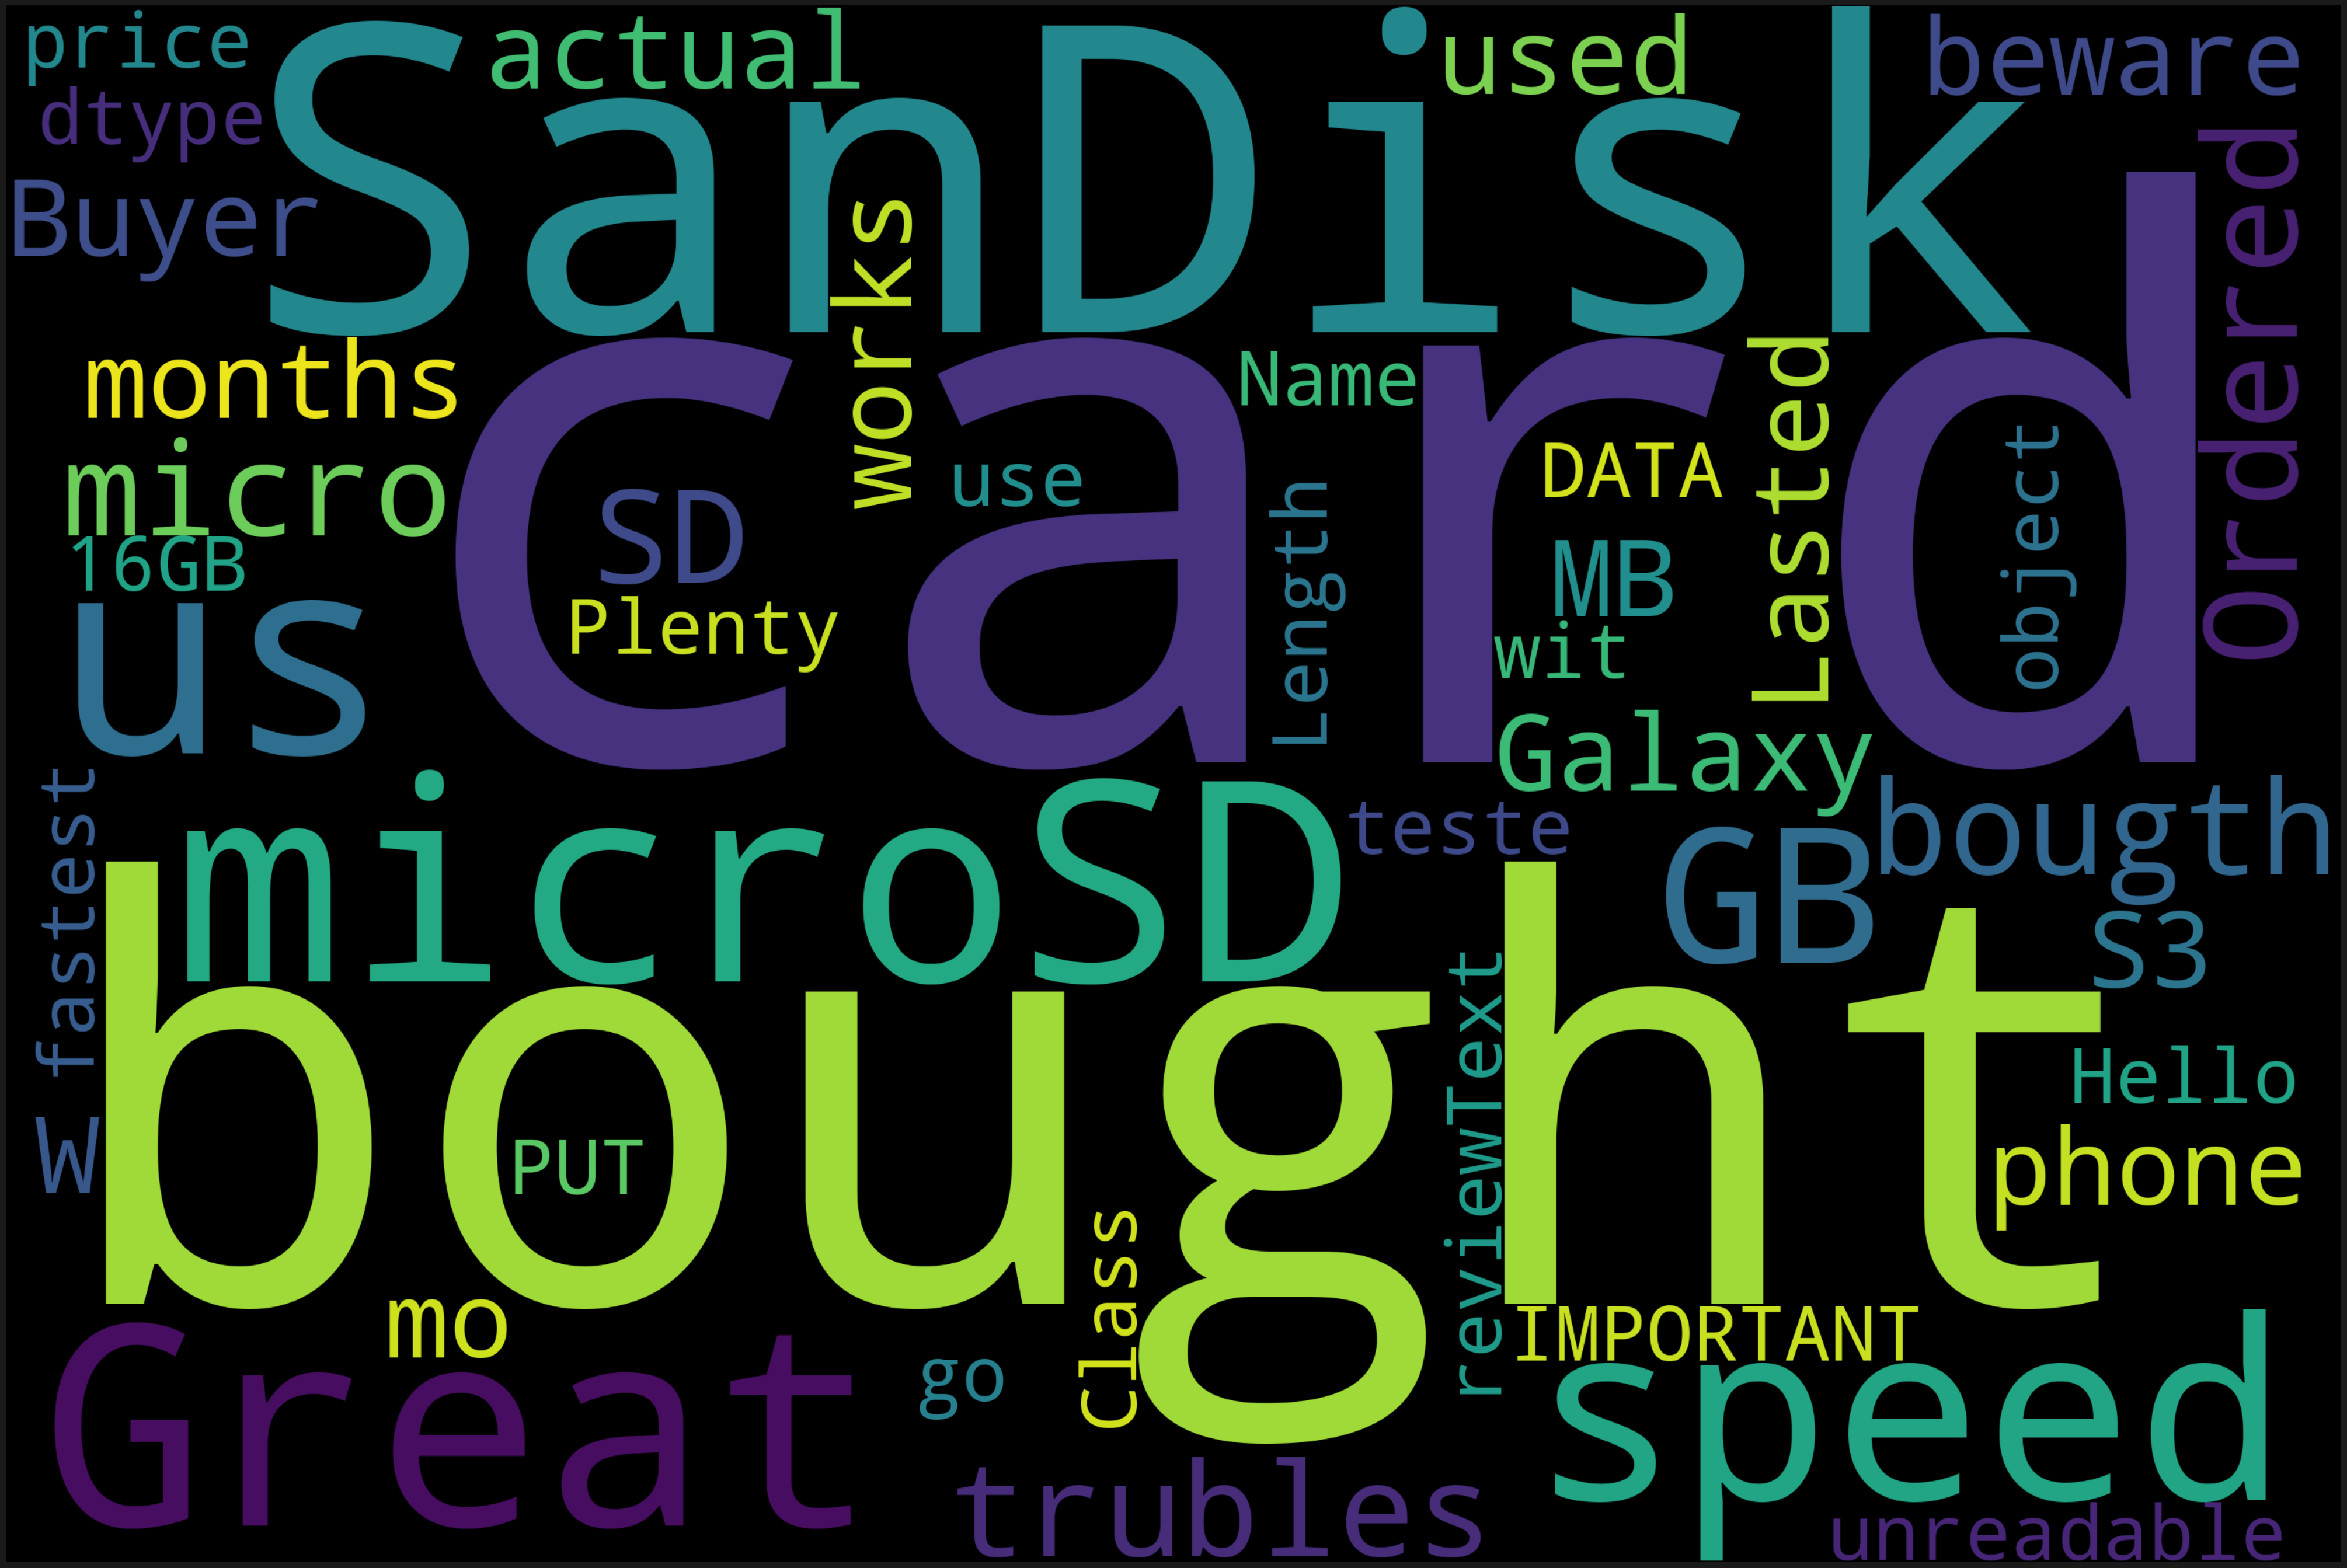 price
actual
used
beware
SanDisk
dtype
Buyer
works
ordered
months
card
Name
Lasted
micro
use
DATA
object
SD
Length
16GB
MB
us
Plenty
wit
Galaxy
fastest
microSD
teste
GB
bougth
S3
bought
reviewText
Hello
W
PUT
phone
Class
mo
IMPORTANT
Great
go
speed
trubles
unreadable